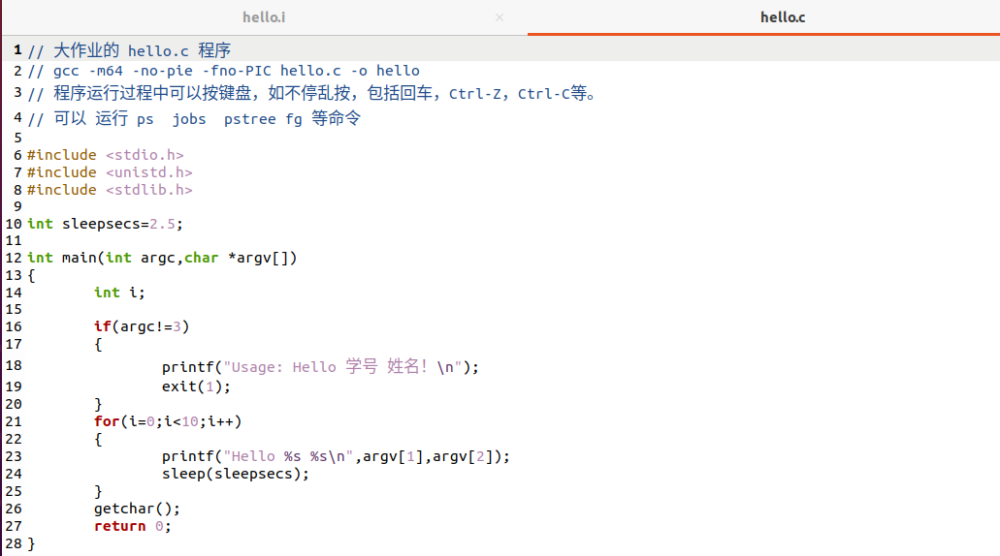 hello.i × hello.c
1 // 大作业的 hello.c 程序
2 // gcc -m64 -no-pie -fno-PIC hello.c -o hello
3 // 程序运行过程中可以按键盘，如不停乱按，包括回车，Ctrl-Z，Ctrl-C等。
4 // 可以 运行 ps  jobs  pstree fg 等命令
5
6 #include <stdio.h>
7 #include <unistd.h>
8 #include <stdlib.h>
9
10 int sleepsecs=2.5;
11
12 int main(int argc,char *argv[])
13 {
14         int i;
15
16         if(argc!=3)
17         {
18                 printf("Usage: Hello 学号 姓名！\n");
19                 exit(1);
20         }
21         for(i=0;i<10;i++)
22         {
23                 printf("Hello %s %s\n",argv[1],argv[2]);
24                 sleep(sleepsecs);
25         }
26         getchar();
27         return 0;
28 }